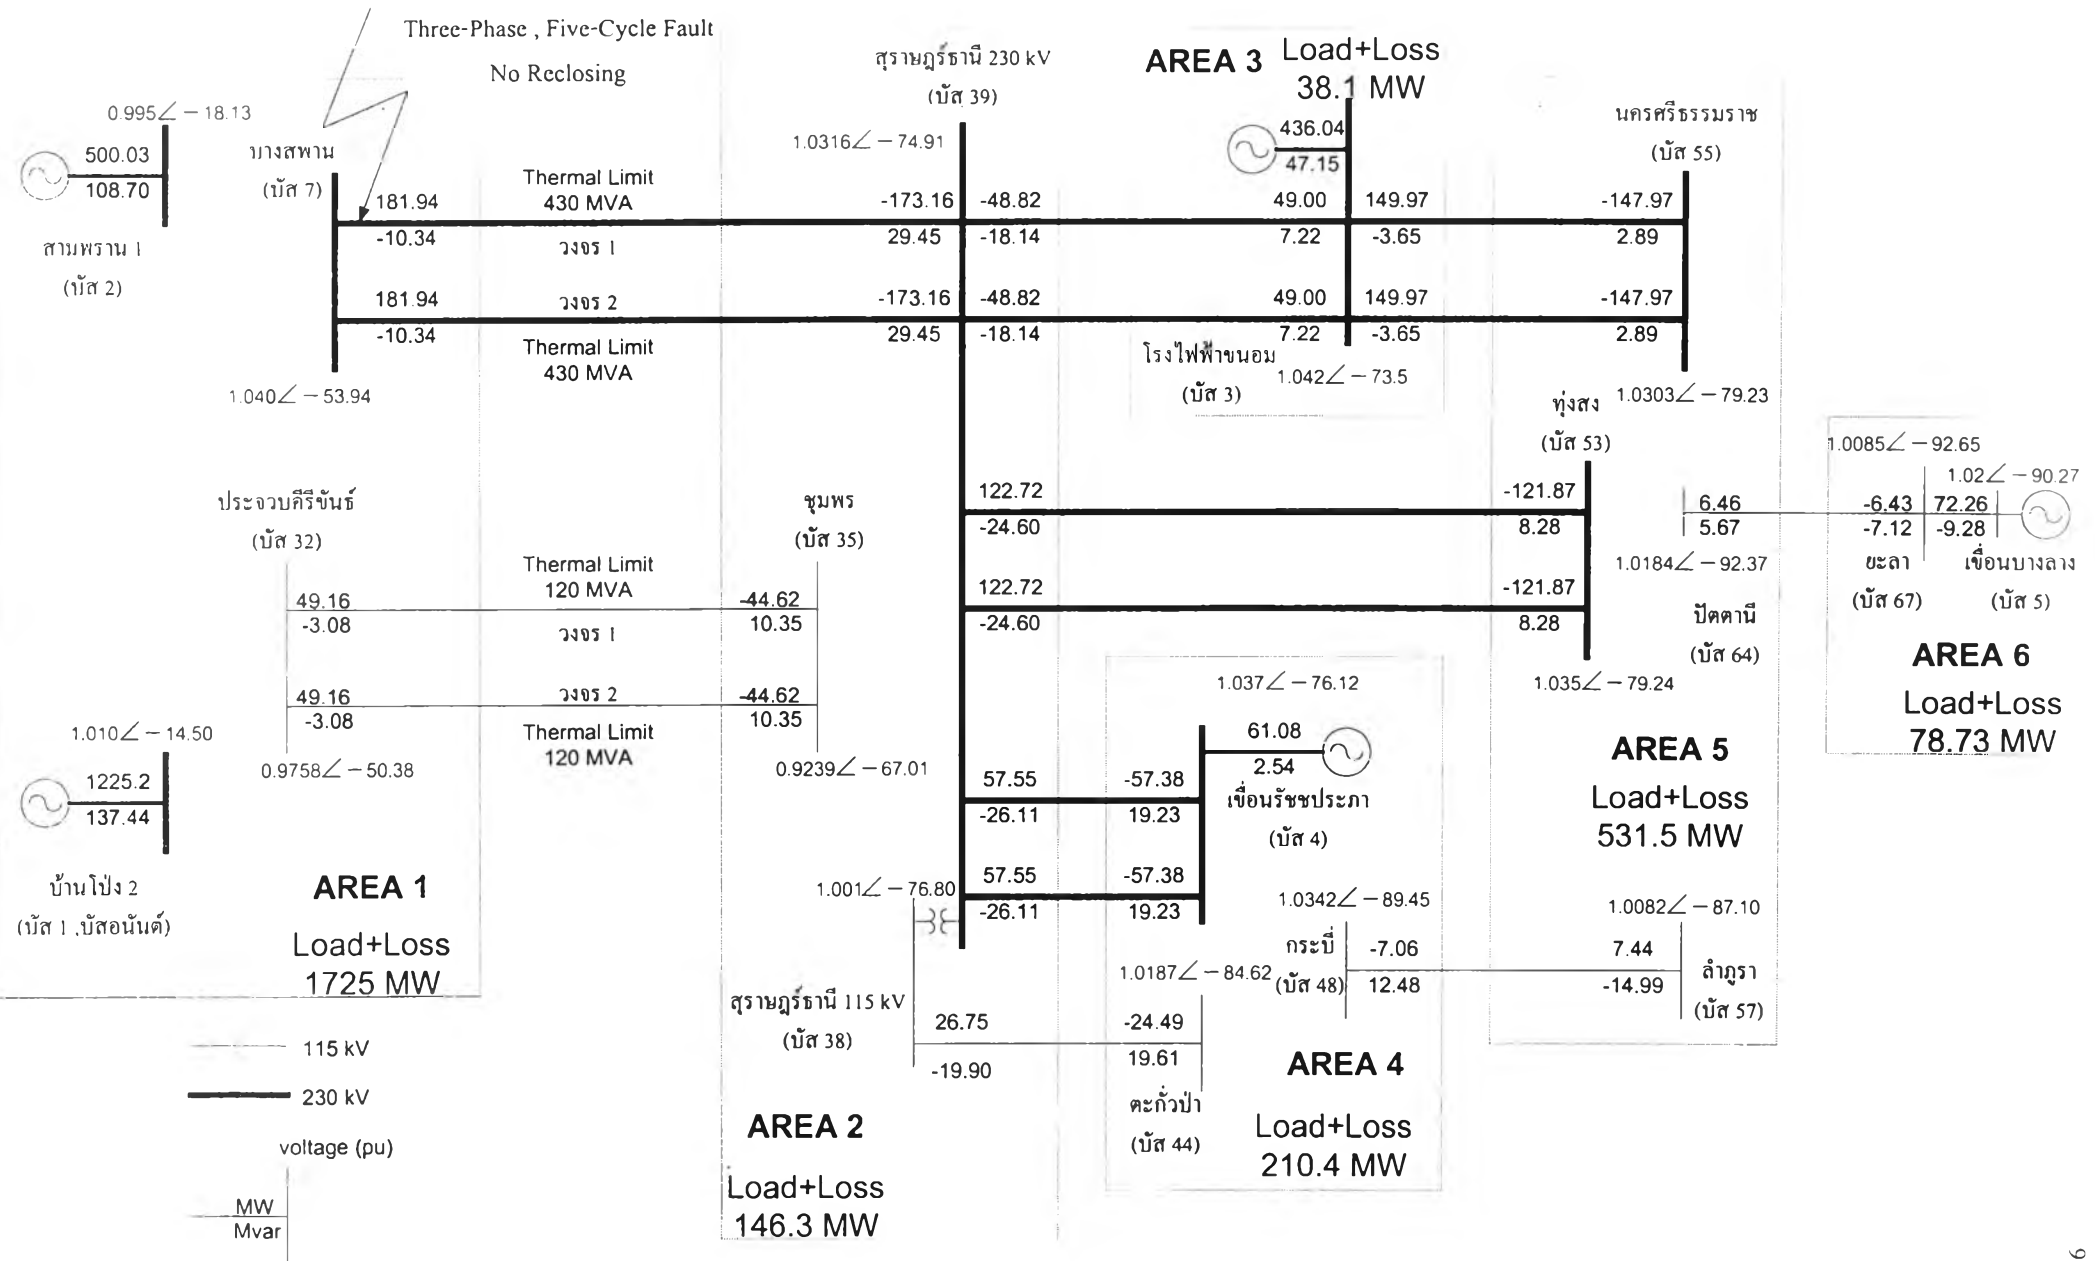 Three-Phase , Five-Cycle Fault
No Reclosing
0.995∠ – 18.13
500.03
108.70
สามพราน 1
(บัส 2)
บางสพาน
(บัส 7)
181.94
-10.34
181.94
-10.34
1.040∠ – 53.94
Thermal Limit
430 MVA
วงจร 1
วงจร 2
Thermal Limit
430 MVA
สุราษฎร์ธานี 230 kV
(บัส 39)
1.0316∠ – 74.91
-173.16
29.45
-173.16
29.45
-48.82
-18.14
-48.82
-18.14
AREA 3
Load+Loss
38.1 MW
436.04
47.15
49.00
7.22
149.97
-3.65
49.00
7.22
149.97
-3.65
โรงไฟฟ้าขนอม
(บัส 3)
1.042∠ – 73.5
นครศรีธรรมราช
(บัส 55)
-147.97
2.89
-147.97
2.89
1.0303∠ – 79.23
ทุ่งสง
(บัส 53)
122.72
-24.60
-121.87
8.28
122.72
-24.60
-121.87
8.28
1.035∠ – 79.24
ประจวบคีรีขันธ์
(บัส 32)
49.16
-3.08
49.16
-3.08
0.9758∠ – 50.38
Thermal Limit
120 MVA
วงจร 1
วงจร 2
Thermal Limit
120 MVA
ชุมพร
(บัส 35)
-44.62
10.35
-44.62
10.35
0.9239∠ – 67.01
1.010∠ – 14.50
1225.2
137.44
บ้านโป่ง 2
(บัส 1 ,บัสอนันต์)
AREA 1
Load+Loss
1725 MW
1.0085∠ – 92.65
1.02∠ – 90.27
6.46
5.67
-6.43
-7.12
72.26
-9.28
1.0184∠ – 92.37
ปัตตานี
(บัส 64)
ยะลา
(บัส 67)
เขื่อนบางลาง
(บัส 5)
AREA 6
Load+Loss
78.73 MW
1.037∠ – 76.12
61.08
2.54
57.55
-26.11
-57.38
19.23
57.55
-26.11
-57.38
19.23
เขื่อนรัชชประภา
(บัส 4)
AREA 5
Load+Loss
531.5 MW
1.001∠ – 76.80
สุราษฎร์ธานี 115 kV
(บัส 38)
26.75
-19.90
1.0187∠ – 84.62
-24.49
19.61
ตะกั่วป่า
(บัส 44)
1.0342∠ – 89.45
กระบี่
(บัส 48)
-7.06
12.48
1.0082∠ – 87.10
7.44
-14.99
ลำภูรา
(บัส 57)
AREA 4
Load+Loss
210.4 MW
AREA 2
Load+Loss
146.3 MW
115 kV
230 kV
voltage (pu)
MW
Mvar
9